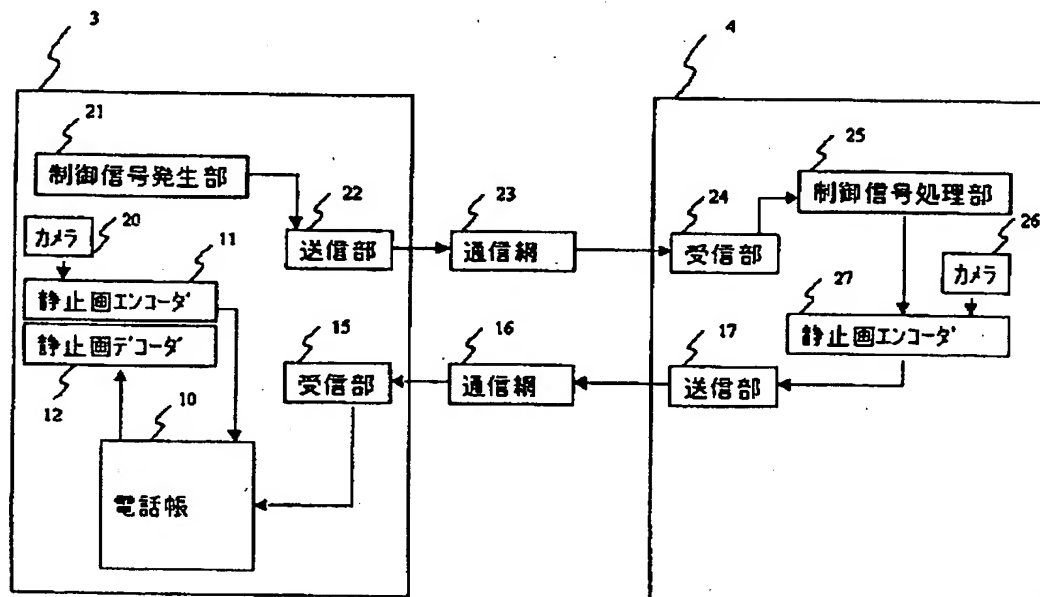 3
4
21
制御信号発生部
25
制御信号処理部
20
カメラ
22
送信部
23
通信網
24
受信部
26
カメラ
11
静止画エンコーダ
27
静止画エンコーダ
静止画デコーダ
12
15
受信部
16
通信網
17
送信部
10
電話帳